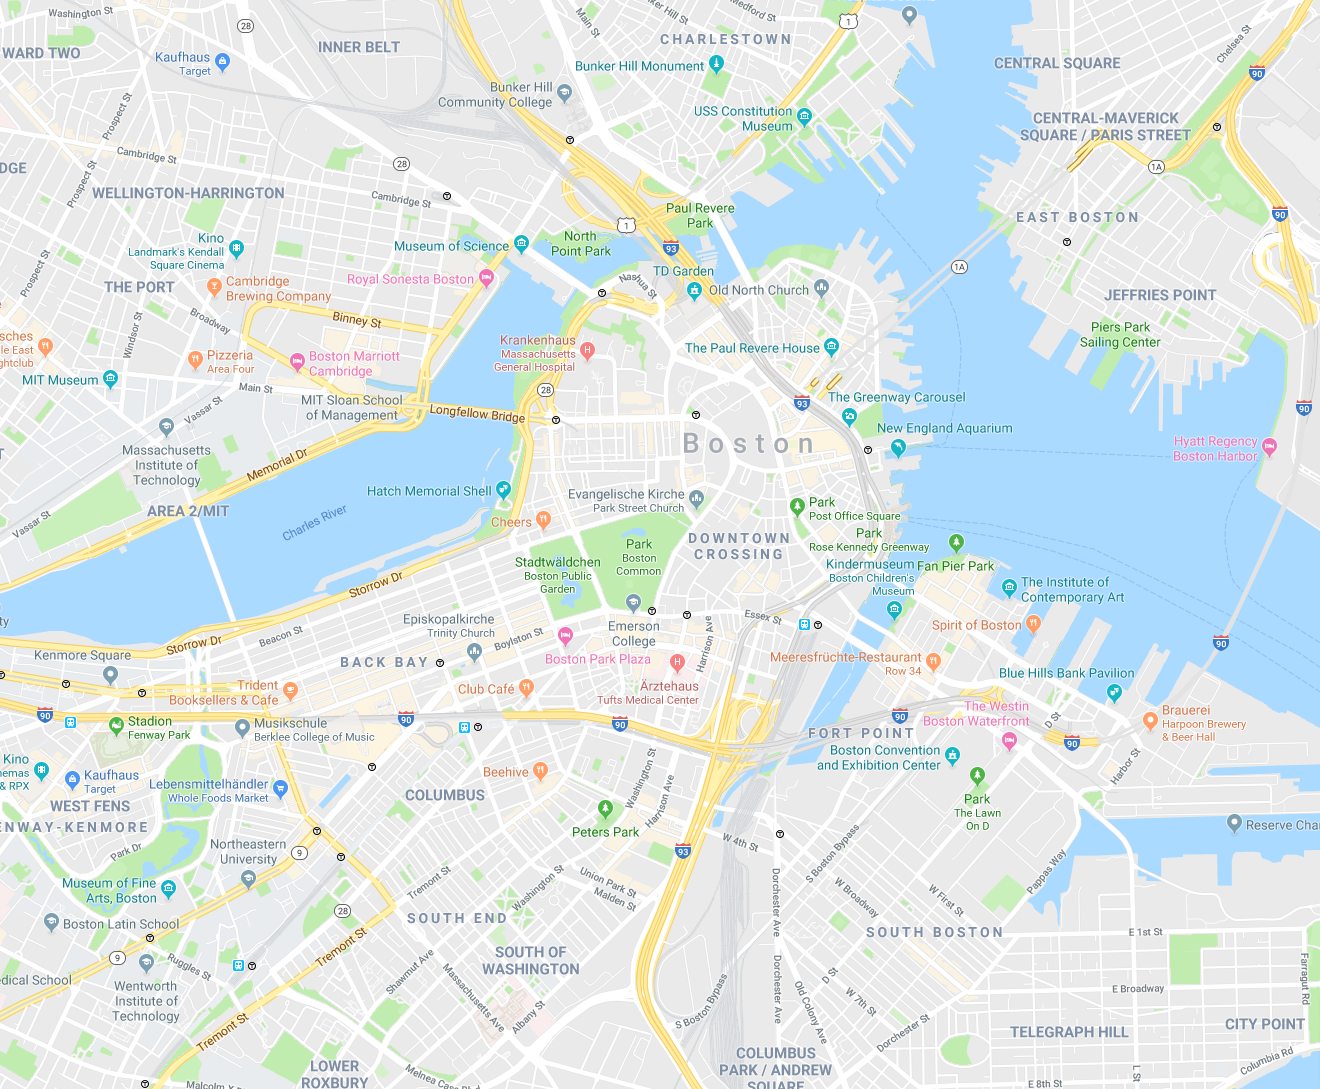 Washington St
28
WARD TWO
Kaufhaus
Target
INNER BELT
Main St
Bunker Hill St
Medford St
CHARLESTOWN
1
Bunker Hill Monument
Bunker Hill
Community College
USS Constitution
Museum
CENTRAL SQUARE
Chelsea St
90
CENTRAL-MAVERICK
SQUARE / PARIS STREET
1A
Prospect St
Cambridge St
28
WELLINGTON-HARRINGTON
Prospect St
Cambridge St
Paul Revere
Park
EAST BOSTON
90
Kino
Landmark's Kendall
Square Cinema
Museum of Science
North
Point Park
1
93
Prospect St
THE PORT
Cambridge
Brewing Company
Royal Sonesta Boston
Nashua St
TD Garden
Old North Church
1A
JEFFRIES POINT
Broadway
Binney St
Windsor St
Piers Park
Sailing Center
Pizzeria
Area Four
Boston Marriott
Cambridge
Krankenhaus
Massachusetts
General Hospital
The Paul Revere House
MIT Museum
Main St
Vassar St
MIT Sloan School
of Management
28
Longfellow Bridge
93
The Greenway Carousel
90
Boston
New England Aquarium
Hyatt Regency
Boston Harbor
Massachusetts
Institute of
Technology
Memorial Dr
Hatch Memorial Shell
Evangelische Kirche
Park Street Church
Park
Post Office Square
Vassar St
AREA 2/MIT
Charles River
Cheers
DOWNTOWN
CROSSING
Park
Rose Kennedy Greenway
Park
Boston
Common
Stadtwäldchen
Boston Public
Garden
Kindermuseum
Boston Children's
Museum
Fan Pier Park
The Institute of
Contemporary Art
Storrow Dr
Episkopalkirche
Trinity Church
Emerson
College
Essex St
Spirit of Boston
Storrow Dr
Beacon St
Boylston St
Harrison Ave
90
Kenmore Square
BACK BAY
Boston Park Plaza
Meeresfrüchte-Restaurant
Row 34
Blue Hills Bank Pavilion
Trident
Booksellers & Cafe
Club Café
Ärztehaus
Tufts Medical Center
The Westin
Boston Waterfront
Brauerei
Harpoon Brewery
& Beer Hall
90
Stadion
Fenway Park
Musikschule
Berklee College of Music
90
90
90
D St
90
FORT POINT
Boston Convention
and Exhibition Center
Harbor St
Kino
& RPX
Kaufhaus
Target
Lebensmittelhändler
Whole Foods Market
Beehive
Washington St
Harrison Ave
WEST FENS
COLUMBUS
Park
The Lawn
On D
Peters Park
Park Dr
Northeastern
University
9
93
W 4th St
S Boston Bypass
Reserve Cha
Museum of Fine
Arts, Boston
28
Tremont St
Washington St
Union Park St
Malden St
Dorchester Ave
W Broadway
W First St
Pappas Way
Boston Latin School
SOUTH END
SOUTH BOSTON
E 1st St
9
Ruggles St
Tremont St
SOUTH OF
WASHINGTON
Wentworth
Institute of
Technology
Shawmut Ave
Massachusetts Ave
Albany St
S Boston Bypass
Dorchester Ave
D St
Old Colony Ave
W 7th St
E Broadway
Farragut Rd
Tremont St
Dorchester St
TELEGRAPH HILL
CITY POINT
LOWER
ROXBURY
COLUMBUS
PARK / ANDREW
SQUARE
Columbia Rd
L St
E 8th St